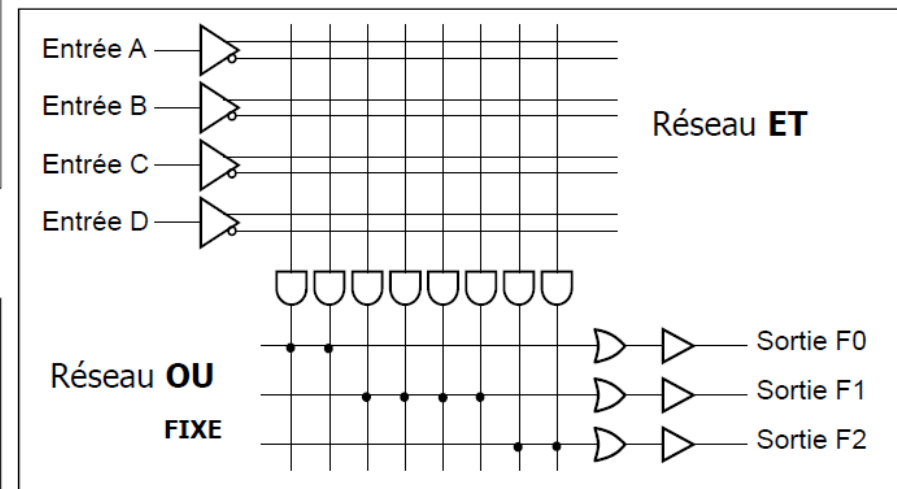 Entrée A
Entrée B
Réseau ET
Entrée C
Entrée D
Sortie F0
Réseau OU
Sortie F1
FIXE
Sortie F2